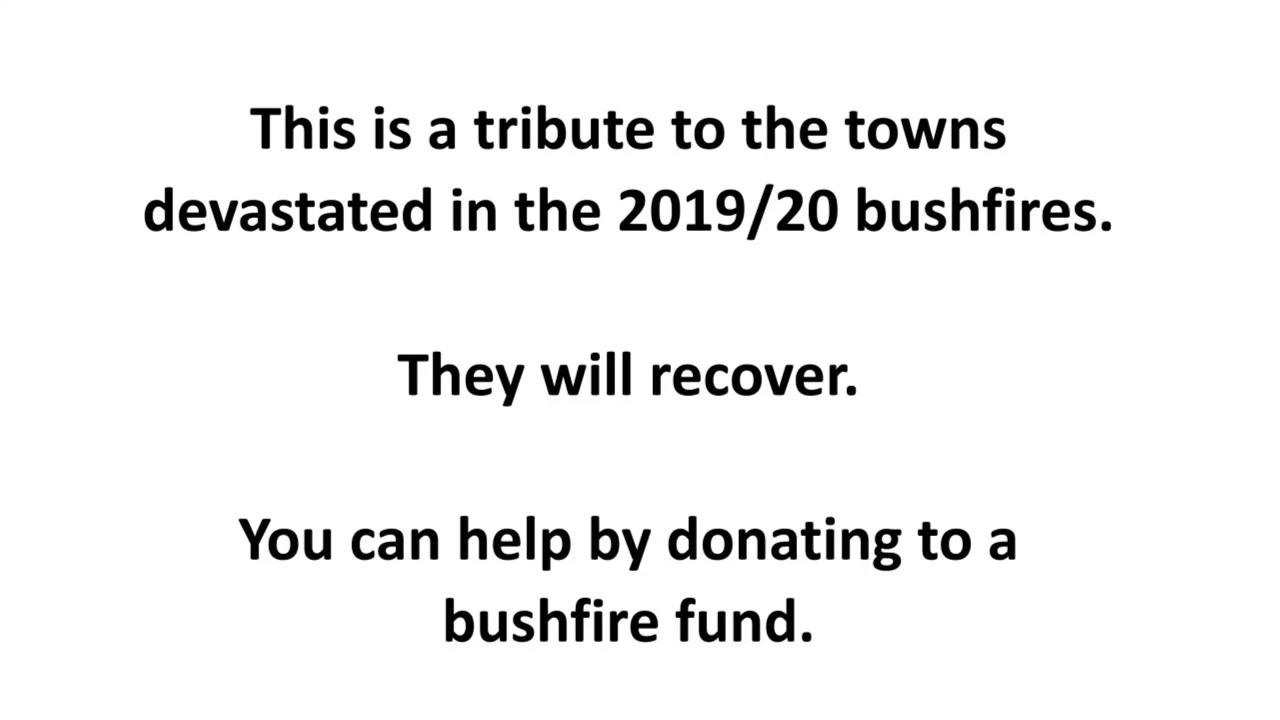 This is a tribute to the towns
devastated in the 2019/20 bushfires.
They will recover.
You can help by donating to a
bushfire fund.